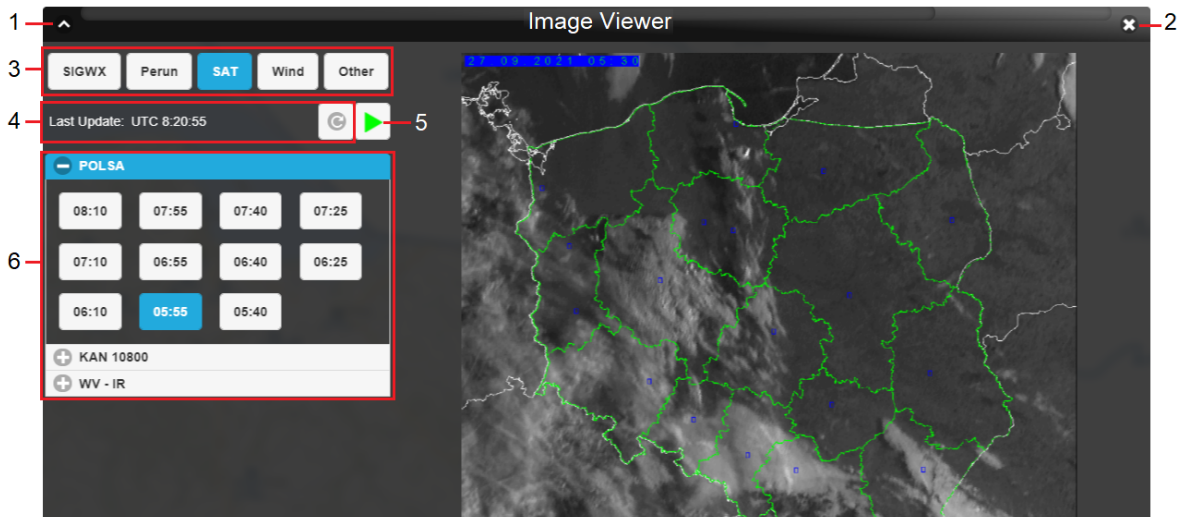 1
Image Viewer
2
3
SIGWX Perun SAT Wind Other
27.09.2021 05:30
4
Last Update: UTC 8:20:55
C
5
POLSA
08:10 07:55 07:40 07:25
6
07:10 06:55 06:40 06:25
06:10 05:55 05:40
KAN 10800
WV - IR